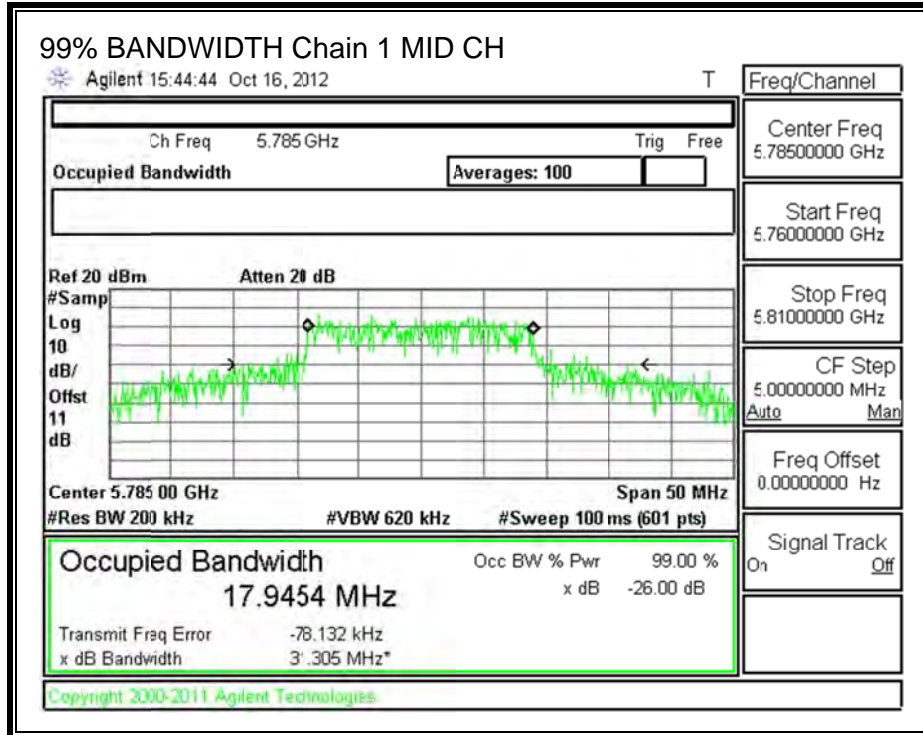 99% BANDWIDTH Chain 1 MID CH
Agilent 15:44:44 Oct 16, 2012 T
Freq/Channel
Ch Freq 5.785 GHz Trig Free
Occupied Bandwidth Averages: 100
Center Freq
5.78500000 GHz
Start Freq
5.76000000 GHz
Stop Freq
5.81000000 GHz
CF Step
5.00000000 MHz
Auto Man
Freq Offset
0.00000000 Hz
Signal Track
On Off
Ref 20 dBm Atten 20 dB
#Samp
Log
10
dB/
Offst
11
dB
Center 5.785 00 GHz Span 50 MHz
#Res BW 200 kHz #VBW 620 kHz #Sweep 100 ms (601 pts)
Occupied Bandwidth Occ BW % Pwr 99.00 %
17.9454 MHz x dB -26.00 dB
Transmit Freq Error -78.132 kHz
x dB Bandwidth MHz*
Copyright 2000-2011 Agilent Technologies